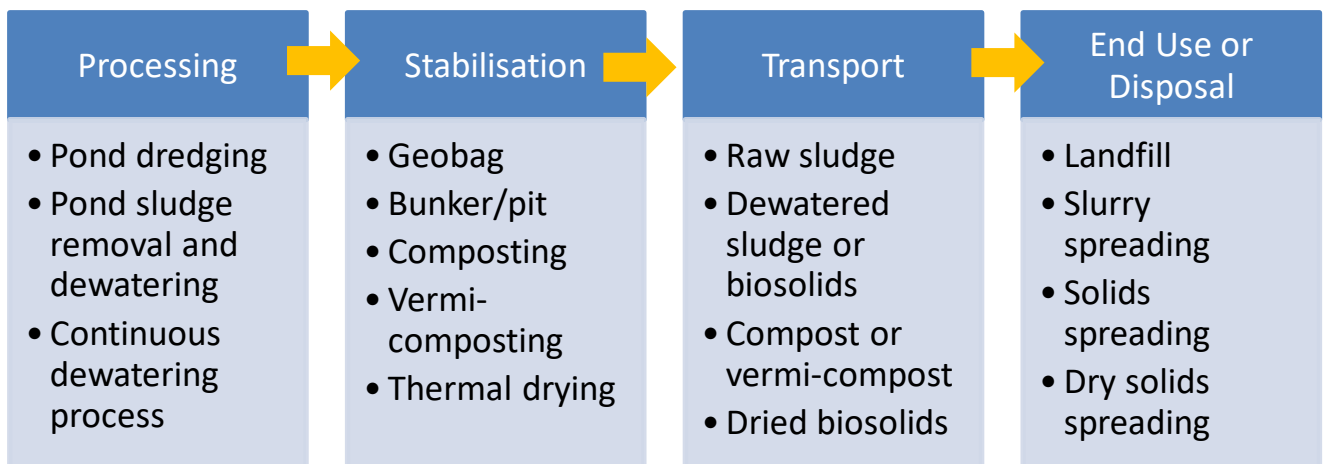 Processing
• Pond dredging
• Pond sludge
removal and
dewatering
• Continuous
dewatering
process
Stabilisation
• Geobag
• Bunker/pit
• Composting
• Vermi-
composting
• Thermal drying
Transport
• Raw sludge
• Dewatered
sludge or
biosolids
• Compost or
vermi-compost
• Dried biosolids
End Use or
Disposal
• Landfill
• Slurry
spreading
• Solids
spreading
• Dry solids
spreading